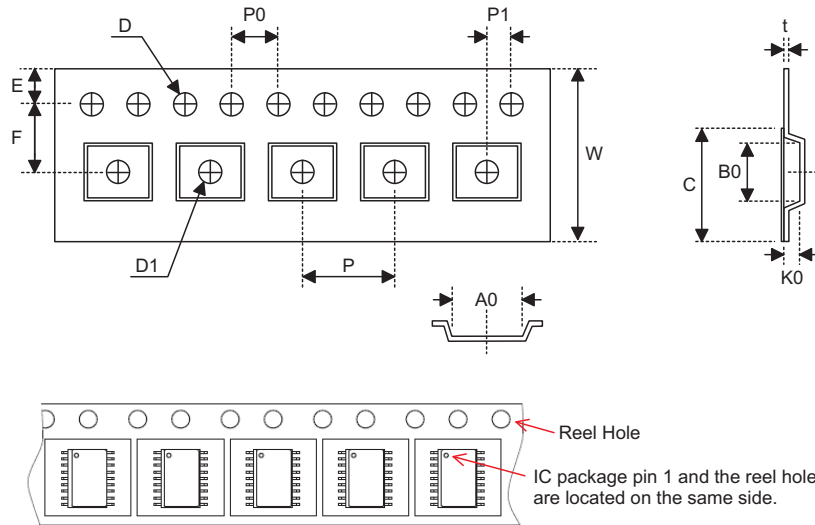 D
P0
P1
t
E
F
W
C
B0
D1
P
K0
A0
Reel Hole
IC package pin 1 and the reel holes
are located on the same side.